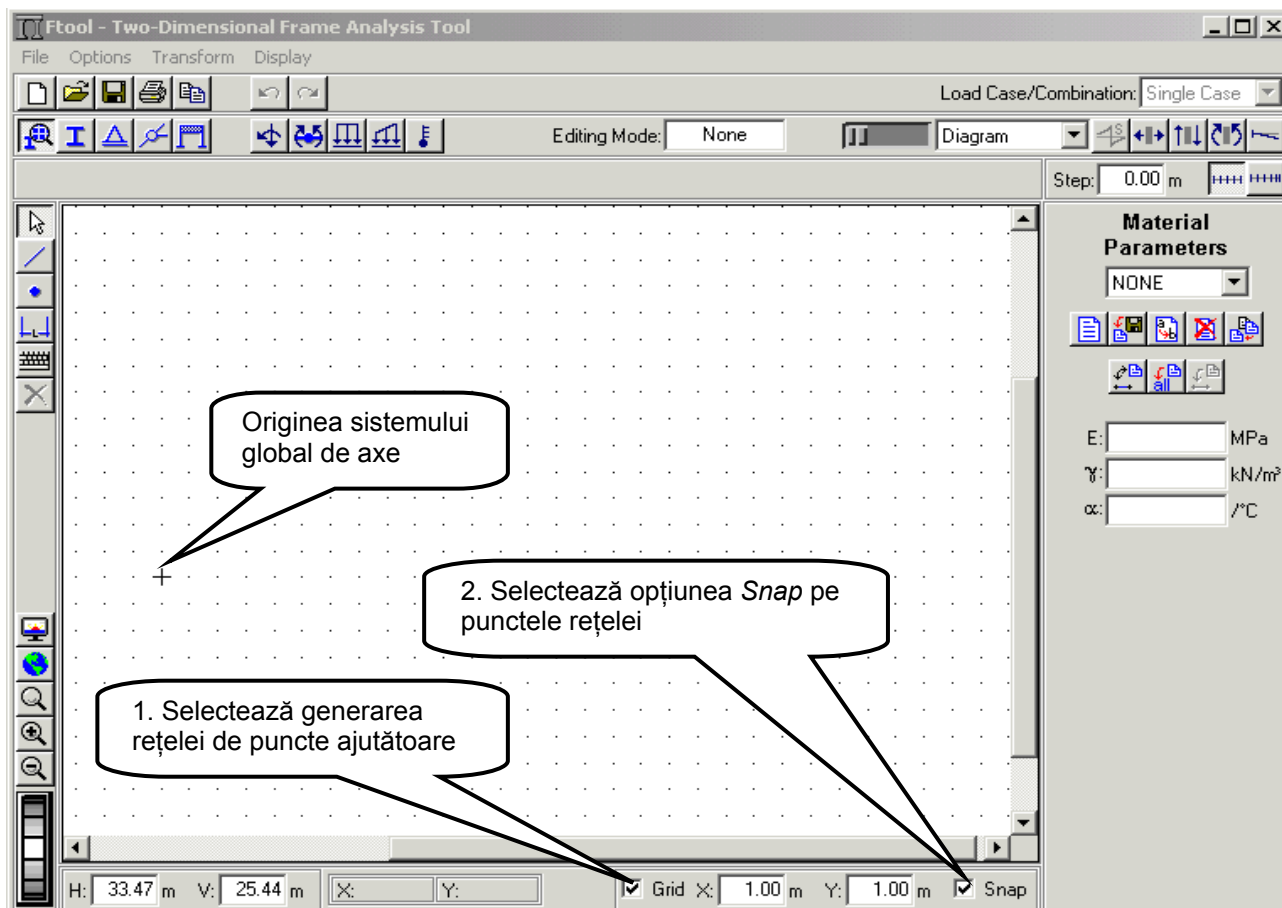 Ftool - Two-Dimensional Frame Analysis Tool
File Options Transform Display
Load Case/Combination: Single Case
Editing Mode: None Diagram
Step: 0.00 m
Material
Parameters
NONE
all
E: MPa
γ: kN/m³
α: /°C
Originea sistemului
global de axe
2. Selectează opțiunea Snap pe
punctele rețelei
1. Selectează generarea
rețelei de puncte ajutătoare
H: 33.47 m V: 25.44 m X: Y: Grid X: 1.00 m Y: 1.00 m Snap